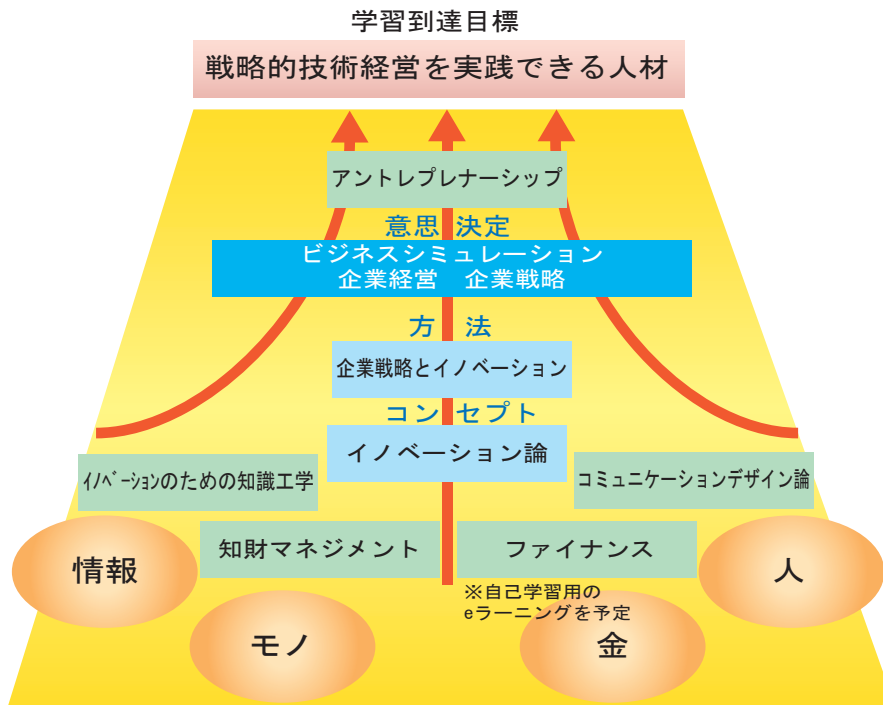 学習到達目標
戦略的技術経営を実践できる人材
アントレプレナーシップ
意思決定
ビジネスシミュレーション
企業経営　企業戦略
方法
企業戦略とイノベーション
コンセプト
イノベーション論
ｲﾉﾍﾞｰｼｮﾝのための知識工学
コミュニケーションデザイン論
知財マネジメント
ファイナンス
情報
人
※自己学習用の
eラーニングを予定
モノ
金